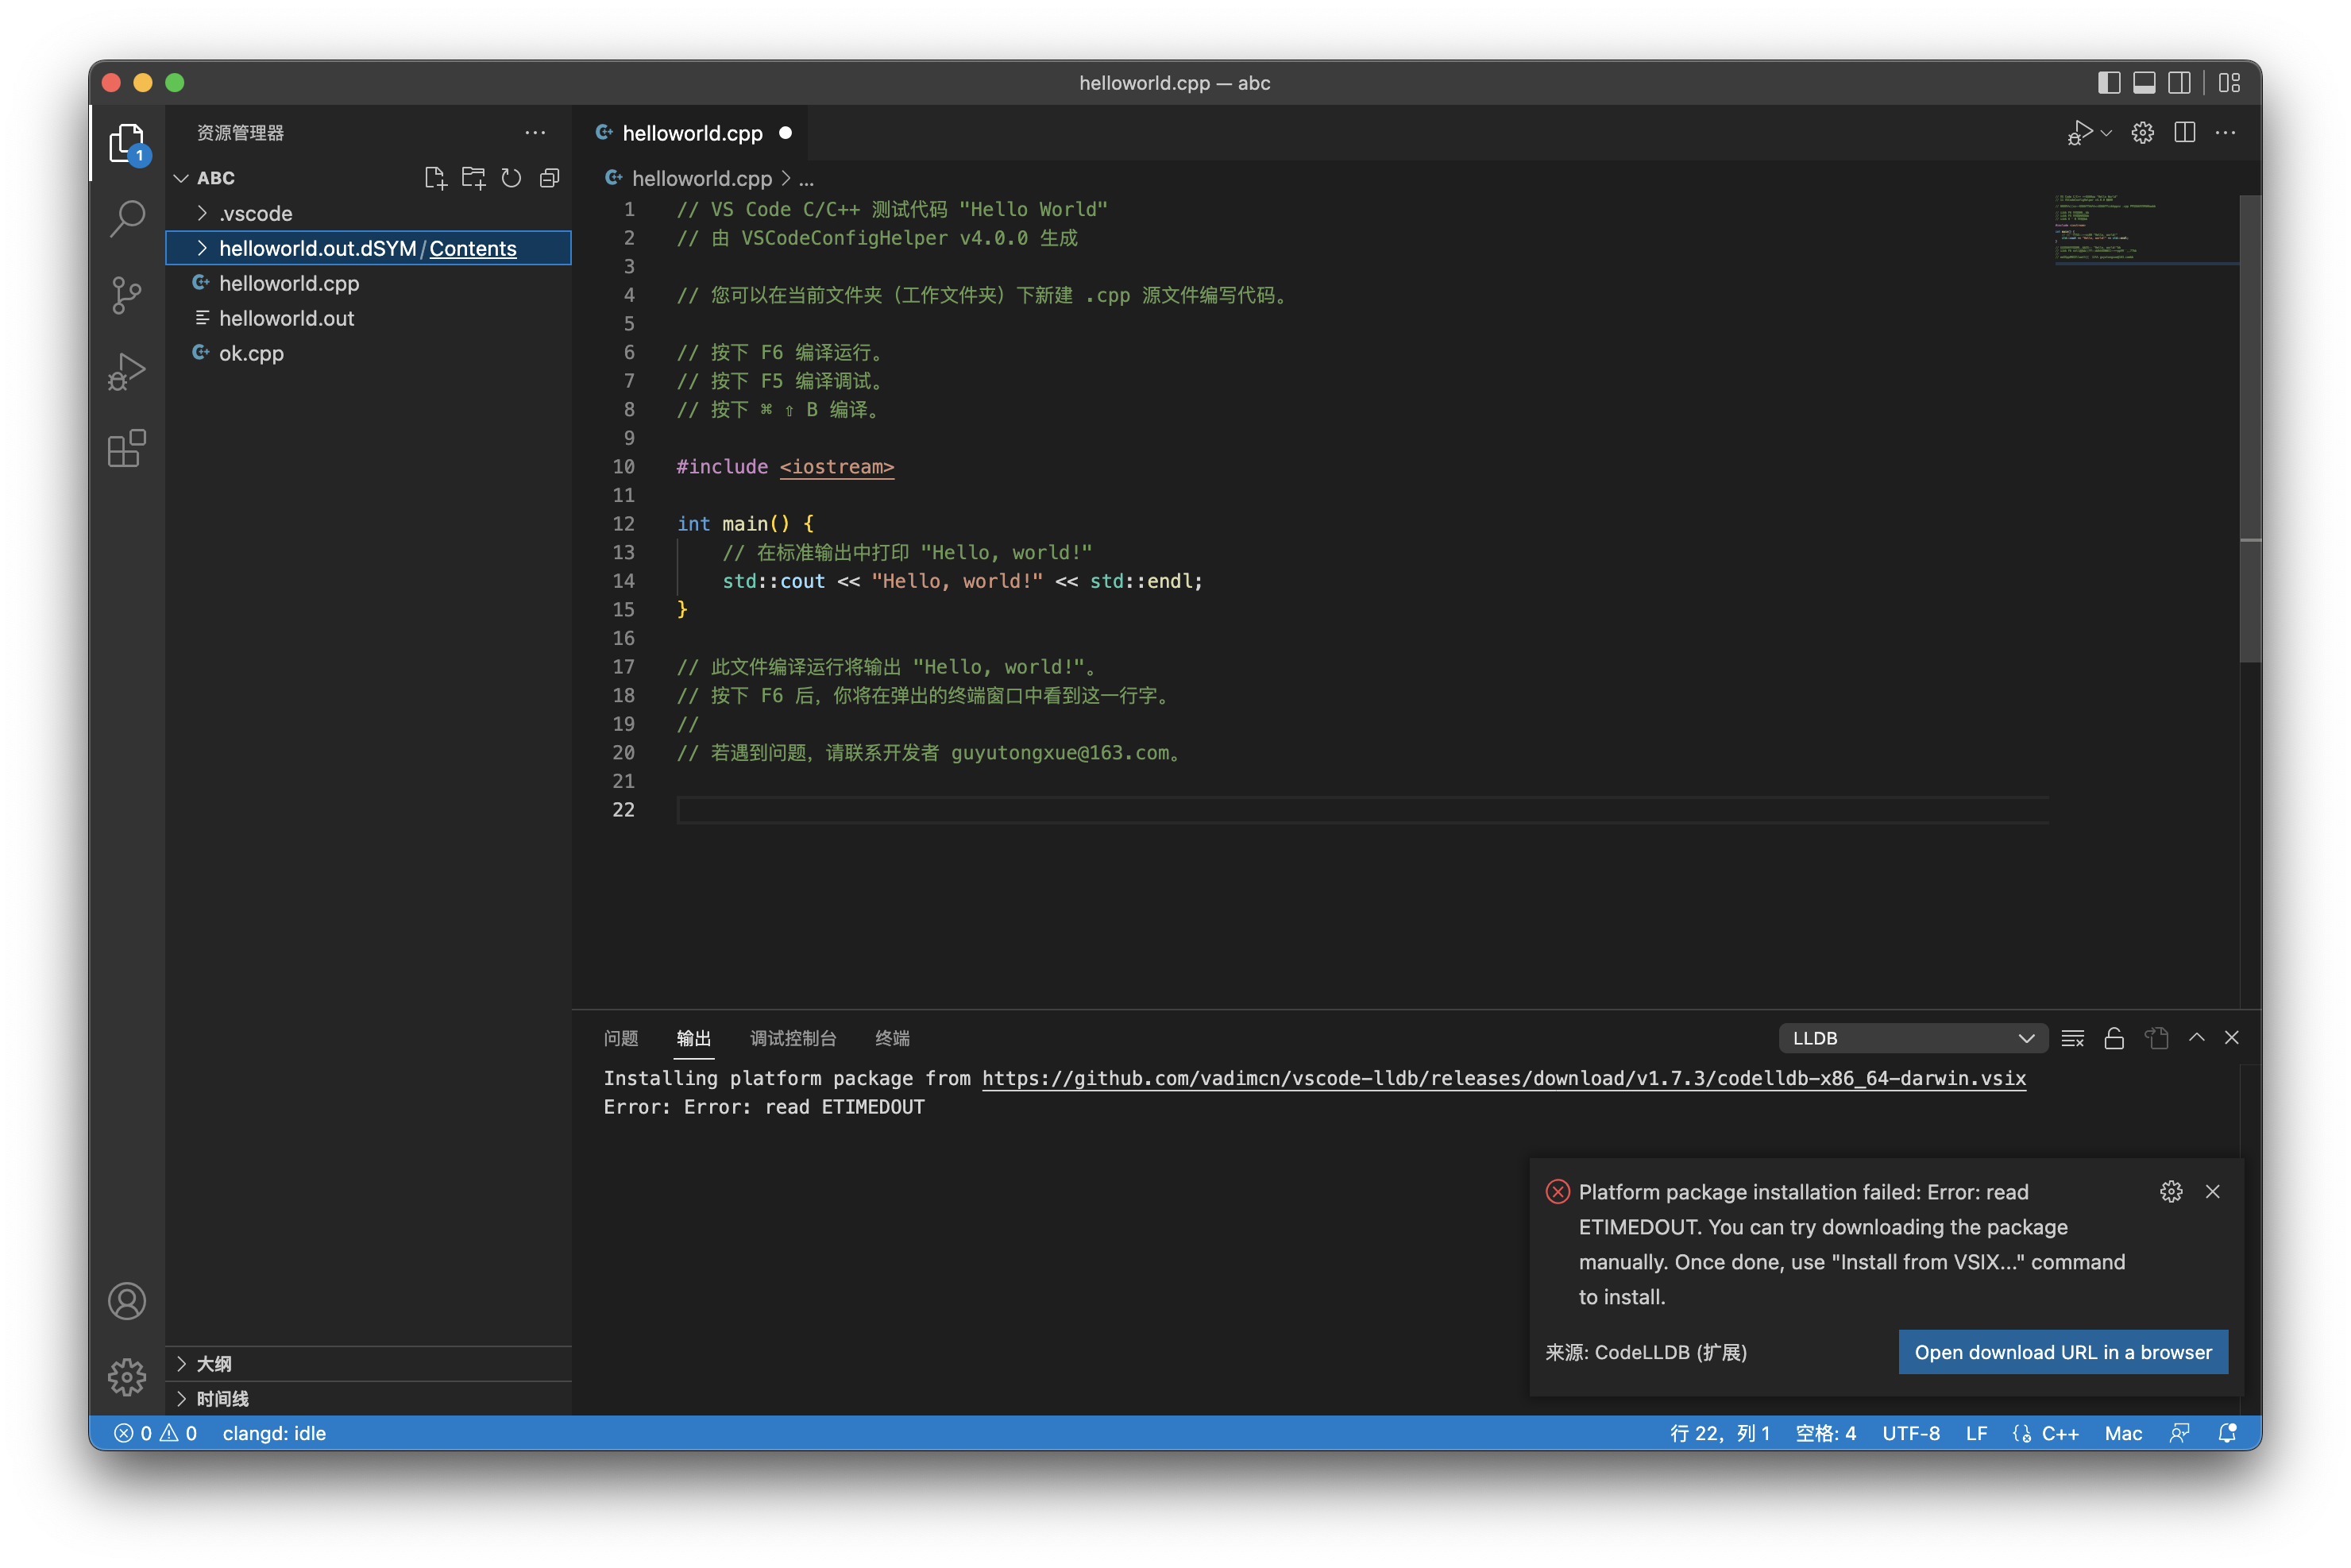 helloworld.cpp — abc
1
资源管理器
ABC
.vscode
helloworld.out.dSYM/Contents
helloworld.cpp
helloworld.out
ok.cpp
大纲
时间线
helloworld.cpp
helloworld.cpp > ...
1 // VS Code C/C++ 测试代码 "Hello World"
2 // 由 VSCodeConfigHelper v4.0.0 生成
3
4 // 您可以在当前文件夹（工作文件夹）下新建 .cpp 源文件编写代码。
5
6 // 按下 F6 编译运行。
7 // 按下 F5 编译调试。
8 // 按下 ⌘ ⇧ B 编译。
9
10 #include <iostream>
11
12 int main() {
13 // 在标准输出中打印 "Hello, world!"
14 std::cout << "Hello, world!" << std::endl;
15 }
16
17 // 此文件编译运行将输出 "Hello, world!"。
18 // 按下 F6 后，你将在弹出的终端窗口中看到这一行字。
19 //
20 // 若遇到问题，请联系开发者 guyutongxue@163.com。
21
22
问题 输出 调试控制台 终端
LLDB
Installing platform package from https://github.com/vadimcn/vscode-lldb/releases/download/v1.7.3/codelldb-x86_64-darwin.vsix
Error: Error: read ETIMEDOUT
Platform package installation failed: Error: read
ETIMEDOUT. You can try downloading the package
manually. Once done, use "Install from VSIX..." command
to install.
来源: CodeLLDB (扩展)
Open download URL in a browser
0 0 clangd: idle
行 22，列 1 空格: 4 UTF-8 LF C++ Mac